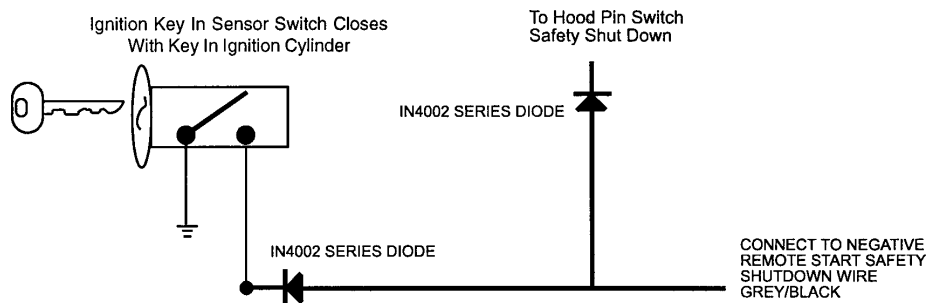 Ignition Key In Sensor Switch Closes
With Key In Ignition Cylinder
To Hood Pin Switch
Safety Shut Down
IN4002 SERIES DIODE
IN4002 SERIES DIODE
CONNECT TO NEGATIVE
REMOTE START SAFETY
SHUTDOWN WIRE
GREY/BLACK